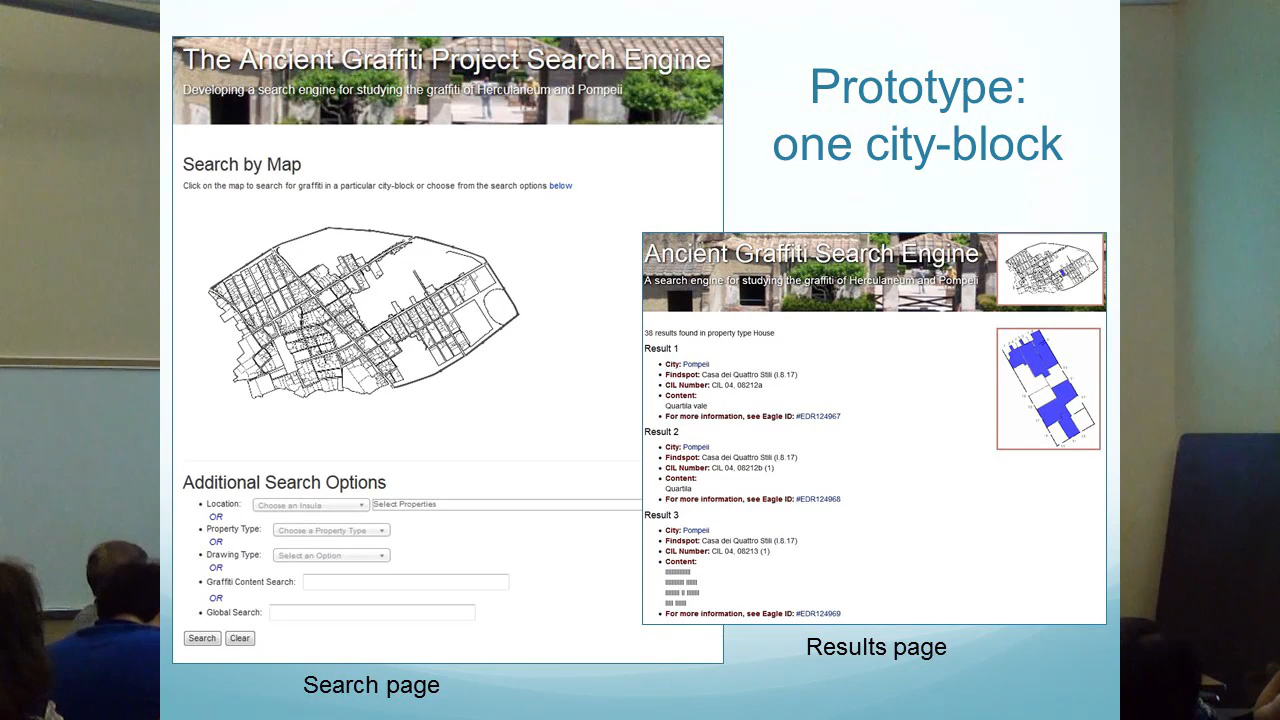 The Ancient Graffiti Project Search Engine
Developing a search engine for studying the graffiti of Herculaneum and Pompeii
Search by Map
Click on the map to search for graffiti in a particular city-block or choose from the search options below
Additional Search Options
• Location: Choose an Insula Select Properties
OR
• Property Type: Choose a Property Type
OR
• Drawing Type: Select an Option
OR
• Graffiti Content Search:
OR
• Global Search:
Search Clear
Search page
Prototype:
one city-block
Ancient Graffiti Search Engine
A search engine for studying the graffiti of Herculaneum and Pompeii
38 results found in property type House
Result 1
• City: Pompeii
• Findspot: Casa dei Quattro Stili (I.8.17)
• CIL Number: CIL 04, 08212a
• Content:
Quartila vale
• For more information, see Eagle ID: #EDR124967
Result 2
• City: Pompeii
• Findspot: Casa dei Quattro Stili (I.8.17)
• CIL Number: CIL 04, 08212b (1)
• Content:
Quartila
• For more information, see Eagle ID: #EDR124968
Result 3
• City: Pompeii
• Findspot: Casa dei Quattro Stili (I.8.17)
• CIL Number: CIL 04, 08213 (1)
• Content:
• For more information, see Eagle ID: #EDR124969
Results page